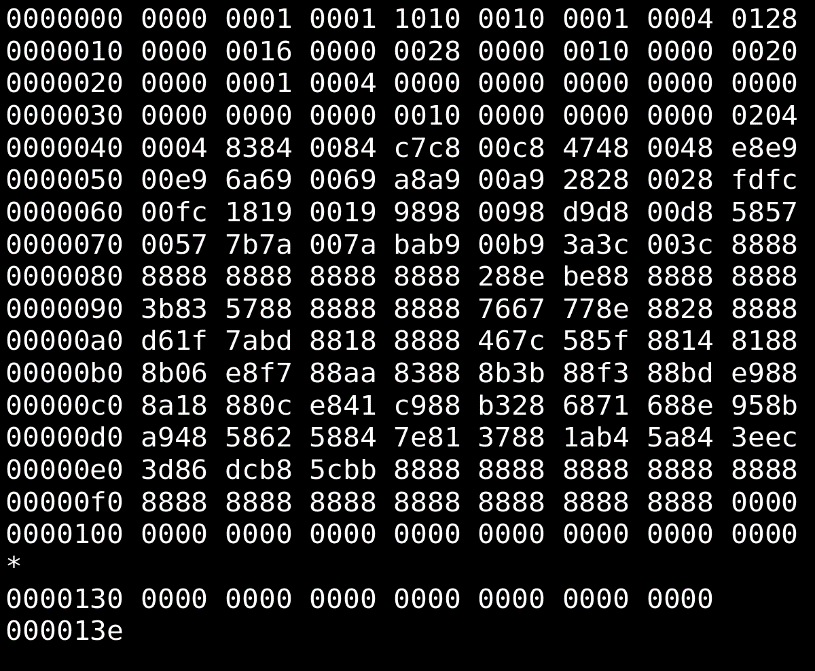 0000000 0000 0001 0001 1010 0010 0001 0004 0128
0000010 0000 0016 0000 0028 0000 0010 0000 0020
0000020 0000 0001 0004 0000 0000 0000 0000 0000
0000030 0000 0000 0000 0010 0000 0000 0000 0204
0000040 0004 8384 0084 c7c8 00c8 4748 0048 e8e9
0000050 00e9 6a69 0069 a8a9 00a9 2828 0028 fdfc
0000060 00fc 1819 0019 9898 0098 d9d8 00d8 5857
0000070 0057 7b7a 007a bab9 00b9 3a3c 003c 8888
0000080 8888 8888 8888 8888 288e be88 8888 8888
0000090 3b83 5788 8888 8888 7667 778e 8828 8888
00000a0 d61f 7abd 8818 8888 467c 585f 8814 8188
00000b0 8b06 e8f7 88aa 8388 8b3b 88f3 88bd e988
00000c0 8a18 880c e841 c988 b328 6871 688e 958b
00000d0 a948 5862 5884 7e81 3788 1ab4 5a84 3eec
00000e0 3d86 dcb8 5cbb 8888 8888 8888 8888 8888
00000f0 8888 8888 8888 8888 8888 8888 8888 0000
0000100 0000 0000 0000 0000 0000 0000 0000 0000
*
0000130 0000 0000 0000 0000 0000 0000 0000
000013e